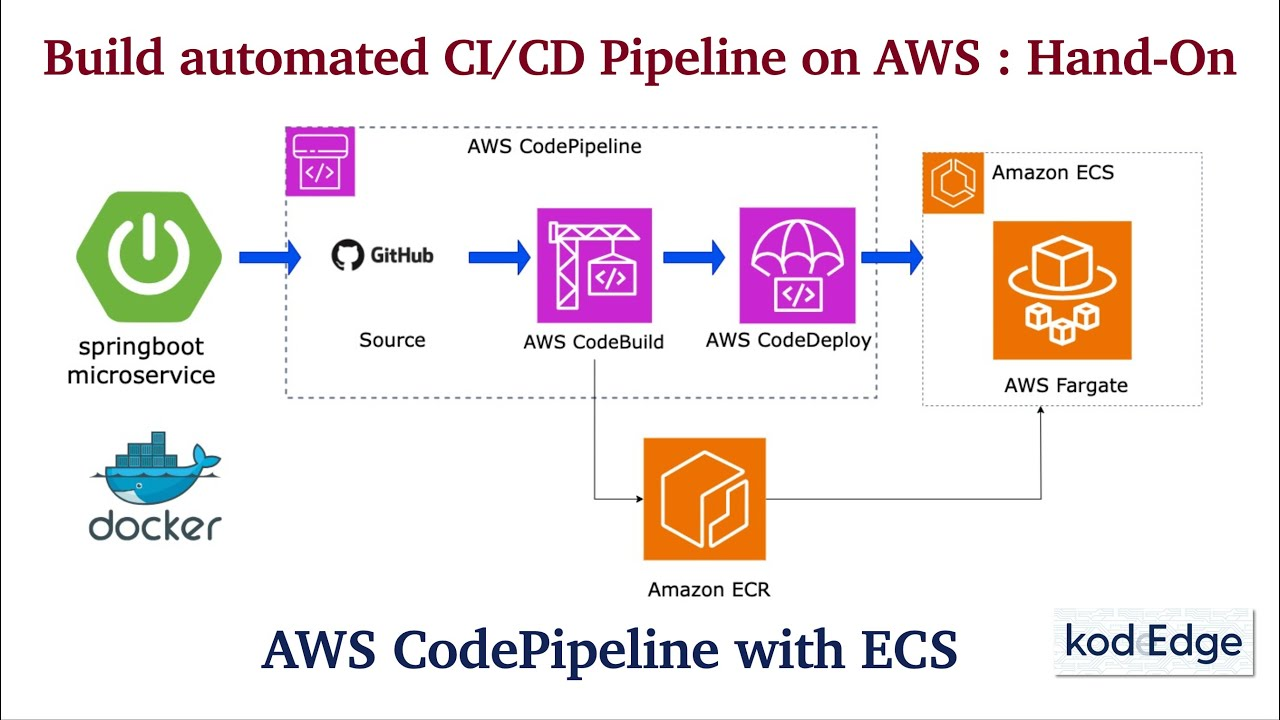 Build automated CI/CD Pipeline on AWS : Hand-On
AWS CodePipeline
Amazon ECS
GitHub
springboot
microservice
Source
AWS CodeBuild
AWS CodeDeploy
AWS Fargate
docker
Amazon ECR
AWS CodePipeline with ECS
kodeEdge